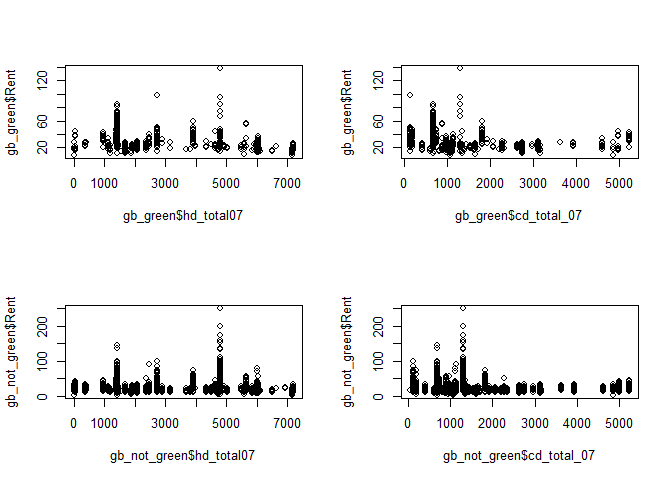 gb_green$Rent
20 60 120
0 1000 3000 5000 7000
gb_green$hd_total07
gb_green$Rent
20 60 120
0 1000 2000 3000 4000 5000
gb_green$cd_total_07
gb_not_green$Rent
0 100 200
0 1000 3000 5000 7000
gb_not_green$hd_total07
gb_not_green$Rent
0 100 200
0 1000 2000 3000 4000 5000
gb_not_green$cd_total_07